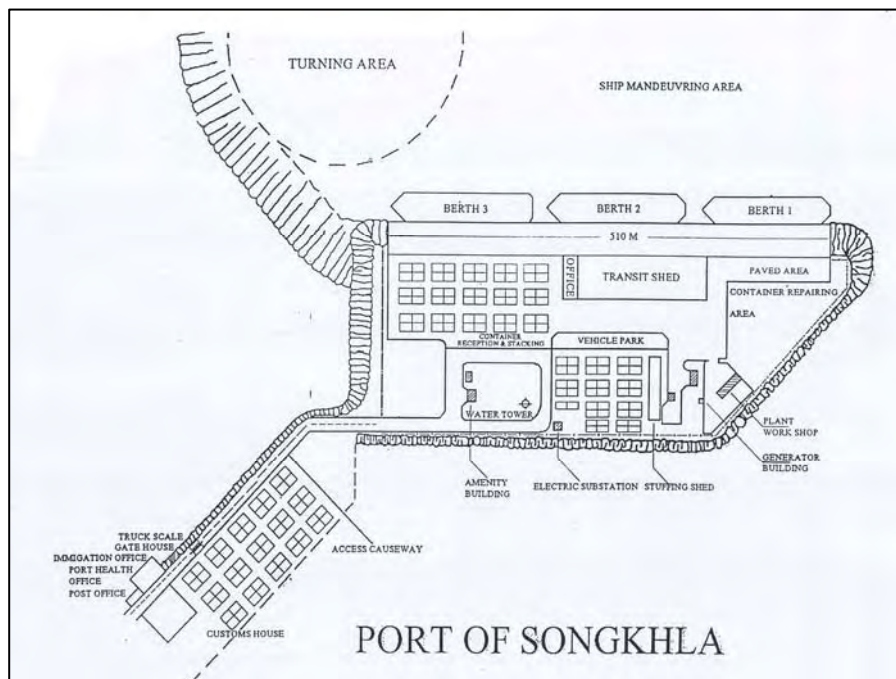 TURNING AREA
SHIP MANDEUVRING AREA
BERTH 3
BERTH 2
BERTH 1
510 M
OFFICE
TRANSIT SHED
PAVED AREA
CONTAINER REPAIRING
AREA
CONTAINER
RECEPTION & STACKING
VEHICLE PARK
WATER TOWER
PLANT
WORK SHOP
GENERATOR
BUILDING
AMENITY
BUILDING
ELECTRIC SUBSTATION
STUFFING SHED
TRUCK SCALE
GATE HOUSE
IMMIGATION OFFICE
PORT HEALTH
OFFICE
POST OFFICE
ACCESS CAUSEWAY
CUSTOMS HOUSE
PORT OF SONGKHLA